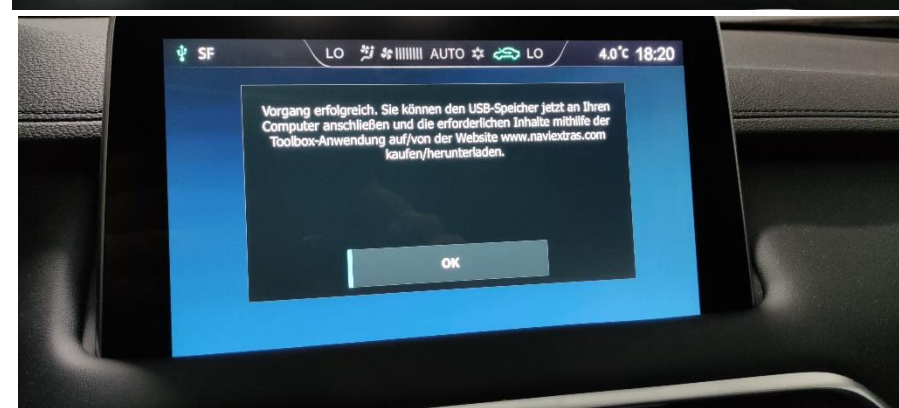 SF LO AUTO LO 4.0°C 18:20
Vorgang erfolgreich. Sie können den USB-Speicher jetzt an Ihren
Computer anschließen und die erforderlichen Inhalte mithilfe der
Toolbox-Anwendung auf/von der Website www.naviextras.com
kaufen/herunterladen.
OK